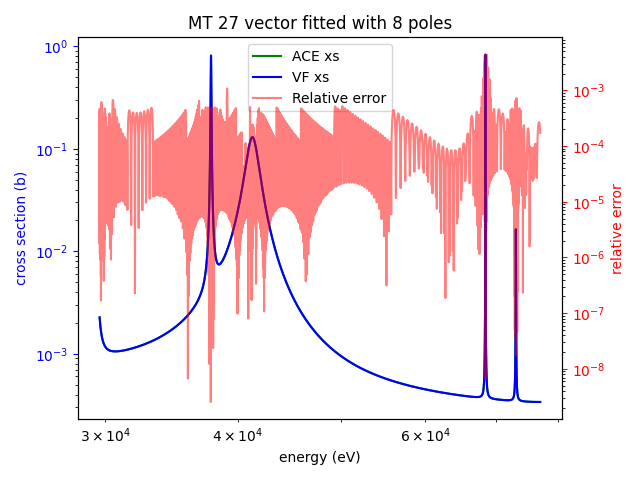 MT 27 vector fitted with 8 poles
ACE xs
VF xs
Relative error
10^0
10^-1
10^-2
10^-3
cross section (b)
10^-3
10^-4
10^-5
10^-6
10^-7
10^-8
relative error
3 × 10^4
4 × 10^4
6 × 10^4
energy (eV)